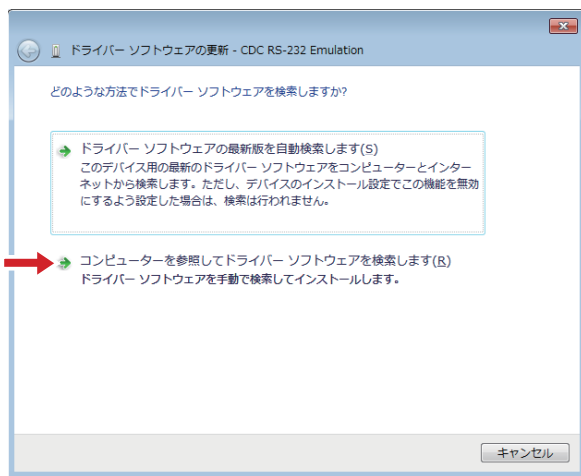 ドライバー ソフトウェアの更新 - CDC RS-232 Emulation
どのような方法でドライバー ソフトウェアを検索しますか?
ドライバー ソフトウェアの最新版を自動検索します(S)
このデバイス用の最新のドライバー ソフトウェアをコンピューターとインター
ネットから検索します。ただし、デバイスのインストール設定でこの機能を無効
にするよう設定した場合は、検索は行われません。
コンピューターを参照してドライバー ソフトウェアを検索します(R)
ドライバー ソフトウェアを手動で検索してインストールします。
キャンセル